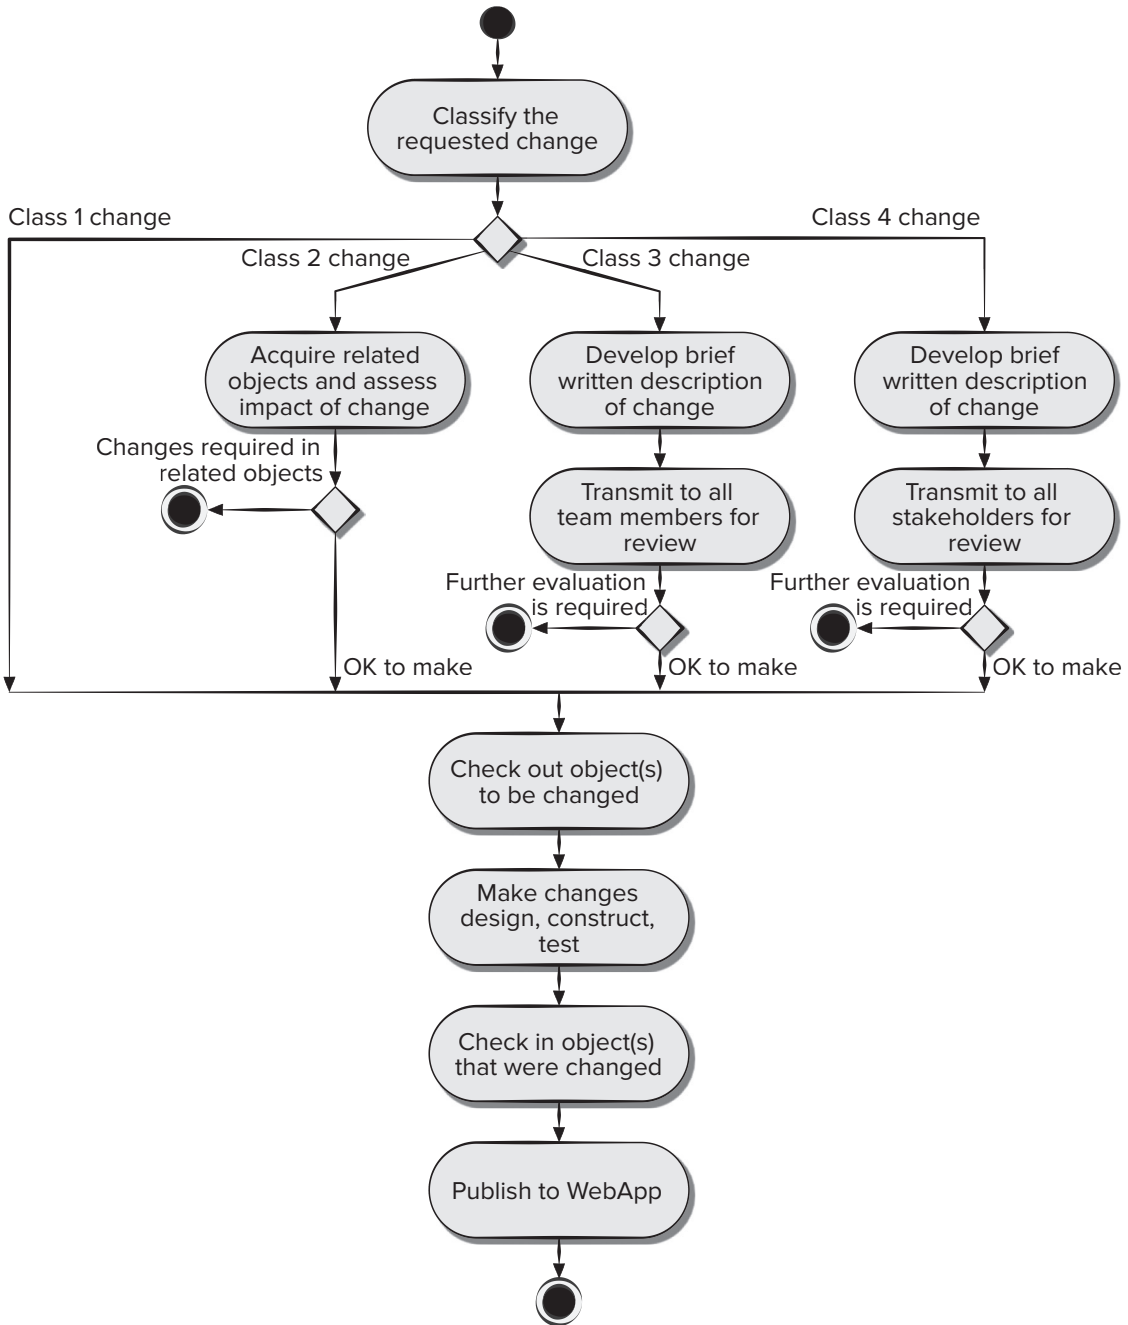 Classify the
requested change
Class 1 change
Class 4 change
Class 2 change
Class 3 change
Acquire related
objects and assess
impact of change
Develop brief
written description
of change
Develop brief
written description
of change
Changes required in
related objects
Transmit to all
team members for
review
Transmit to all
stakeholders for
review
Further evaluation
is required
Further evaluation
is required
OK to make
OK to make
OK to make
Check out object(s)
to be changed
Make changes
design, construct,
test
Check in object(s)
that were changed
Publish to WebApp